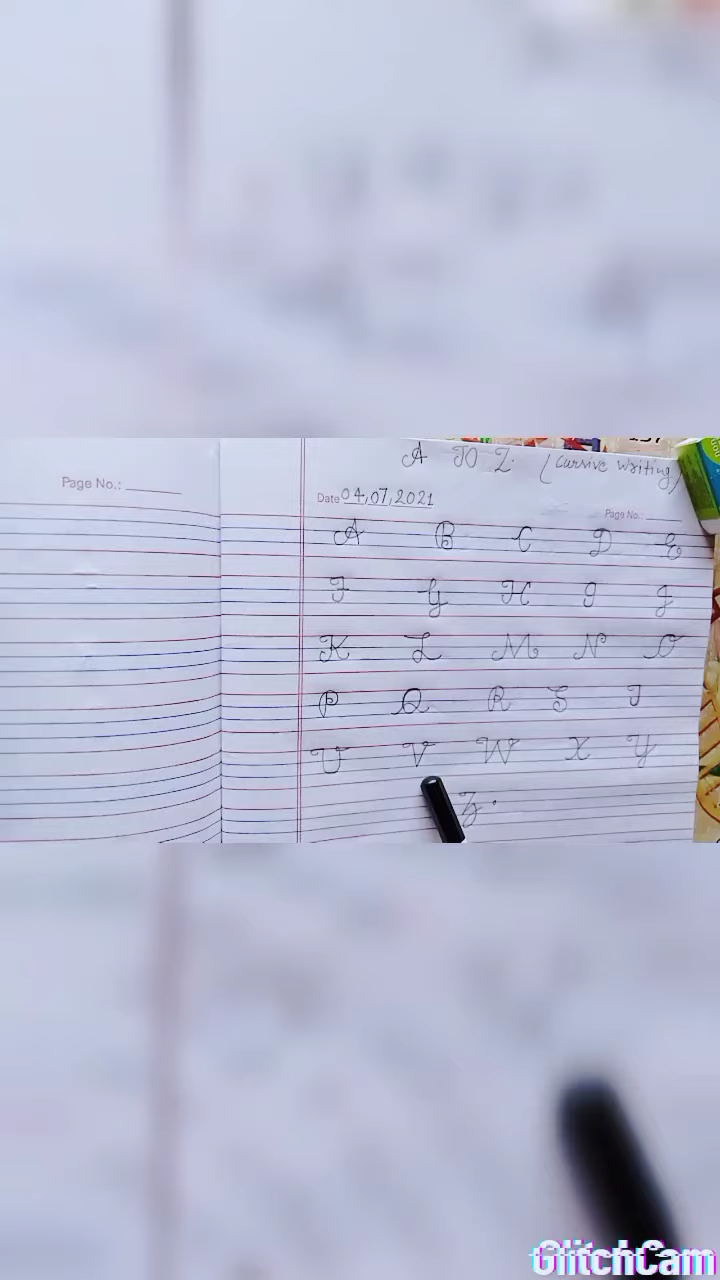 A TO Z. (Cursive Writing)
Page No.:
Date 04,07,2021
Page No.
A B C D E
F G H I J
K L M N O
P Q R S T
U V W X Y
Z.
GlitchCam